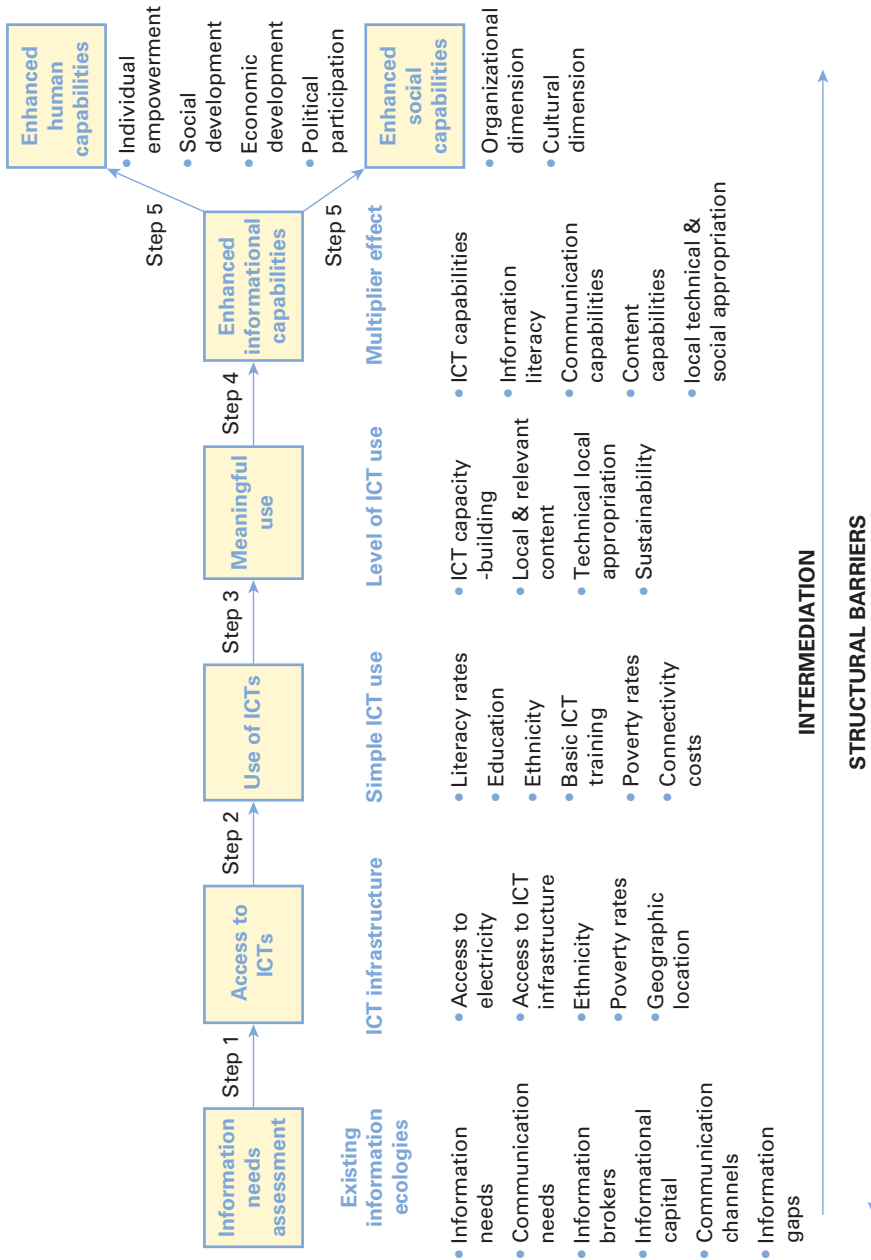 Information
needs
assessment
Step 1
Access to
ICTs
Step 2
Use of ICTs
Step 3
Meaningful
use
Step 4
Enhanced
informational
capabilities
Step 5
Step 5
Enhanced
human
capabilities
• Individual
empowerment
• Social
development
• Economic
development
• Political
participation
Enhanced
social
capabilities
• Organizational
dimension
• Cultural
dimension
Existing
information
ecologies
• Information
needs
• Communication
needs
• Information
brokers
• Informational
capital
• Communication
channels
• Information
gaps
ICT infrastructure
• Access to
electricity
• Access to ICT
infrastructure
• Ethnicity
• Poverty rates
• Geographic
location
Simple ICT use
• Literacy rates
• Education
• Ethnicity
• Basic ICT
training
• Poverty rates
• Connectivity
costs
Level of ICT use
• ICT capacity
-building
• Local & relevant
content
• Technical local
appropriation
• Sustainability
Multiplier effect
• ICT capabilities
• Information
literacy
• Communication
capabilities
• Content
capabilities
• local technical &
social appropriation
INTERMEDIATION
STRUCTURAL BARRIERS